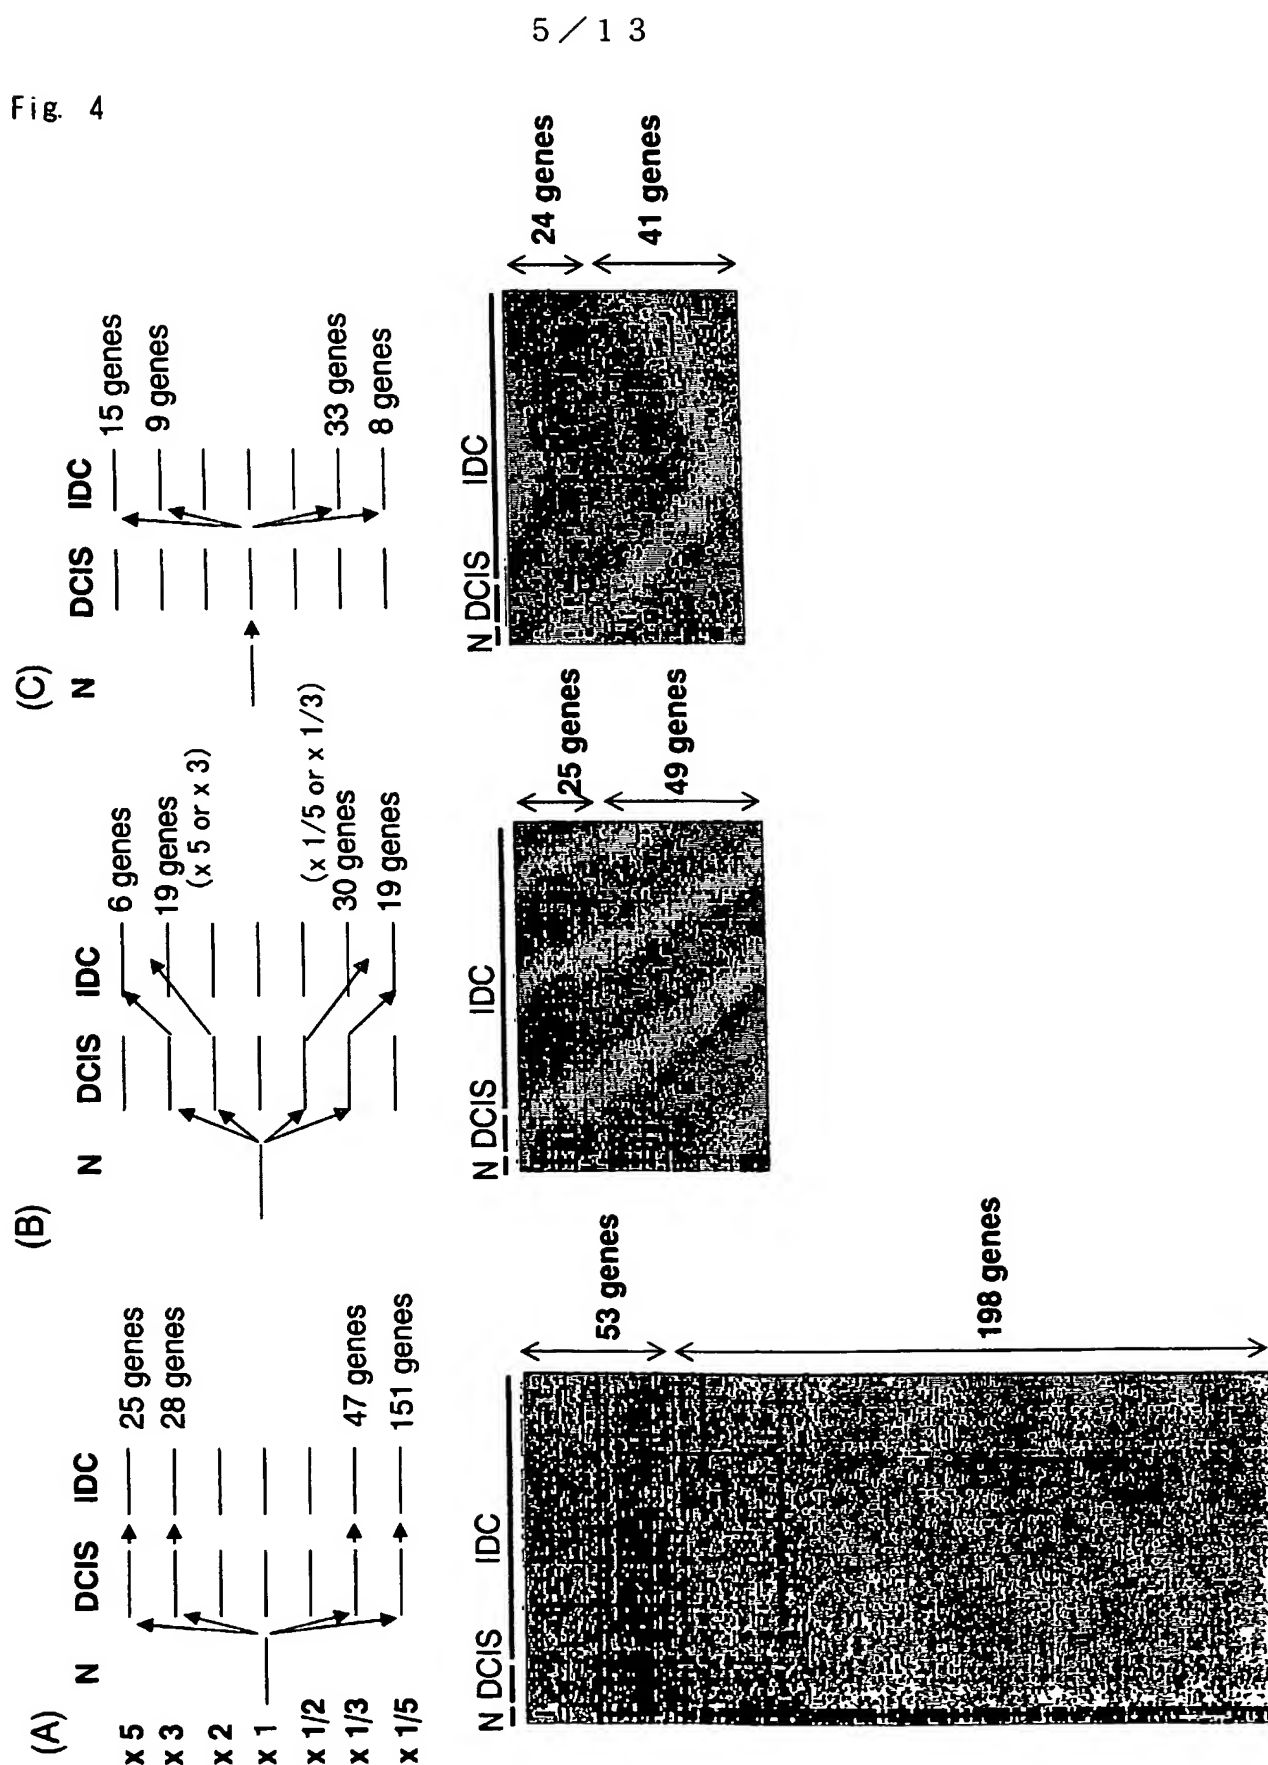 5／13
Fig. 4
(A)
N DCIS IDC
x 5
25 genes
x 3
28 genes
x 2
x 1
x 1/2
x 1/3
47 genes
x 1/5
151 genes
N DCIS IDC
53 genes
198 genes
(B)
N DCIS IDC
6 genes
19 genes
(x 5 or x 3)
(x 1/5 or x 1/3)
30 genes
19 genes
N DCIS IDC
25 genes
49 genes
(C)
N DCIS IDC
15 genes
9 genes
33 genes
8 genes
N DCIS IDC
24 genes
41 genes